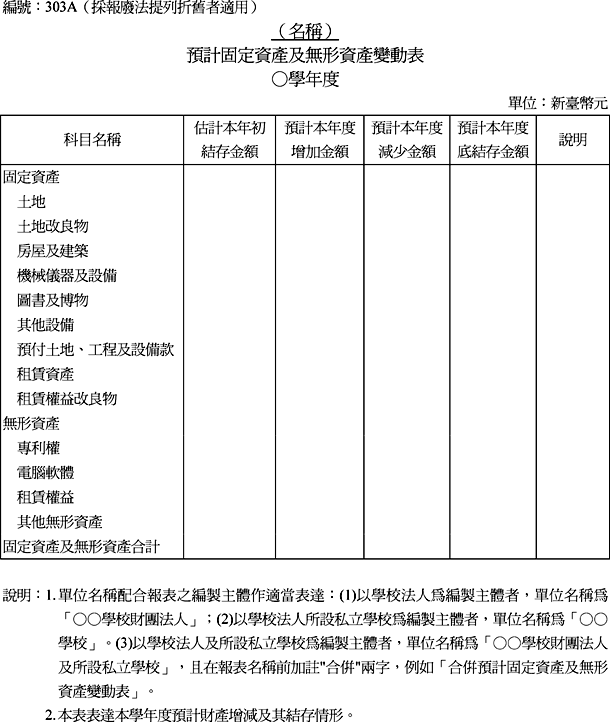 編號：303A（採報廢法提列折舊者適用）
（名稱）
預計固定資產及無形資產變動表
○學年度
單位：新臺幣元
科目名稱 估計本年初結存金額 預計本年度增加金額 預計本年度減少金額 預計本年度底結存金額 說明
固定資產
土地
土地改良物
房屋及建築
機械儀器及設備
圖書及博物
其他設備
預付土地、工程及設備款
租賃資產
租賃權益改良物
無形資產
專利權
電腦軟體
租賃權益
其他無形資產
固定資產及無形資產合計
說明：1.單位名稱配合報表之編製主體作適當表達：(1)以學校法人為編製主體者，單位名稱為
「○○學校財團法人」；(2)以學校法人所設私立學校為編製主體者，單位名稱為「○○
學校」。(3)以學校法人及所設私立學校為編製主體者，單位名稱為「○○學校財團法人
及所設私立學校」，且在報表名稱前加註"合併"兩字，例如「合併預計固定資產及無形
資產變動表」。
2.本表表達本學年度預計財產增減及其結存情形。